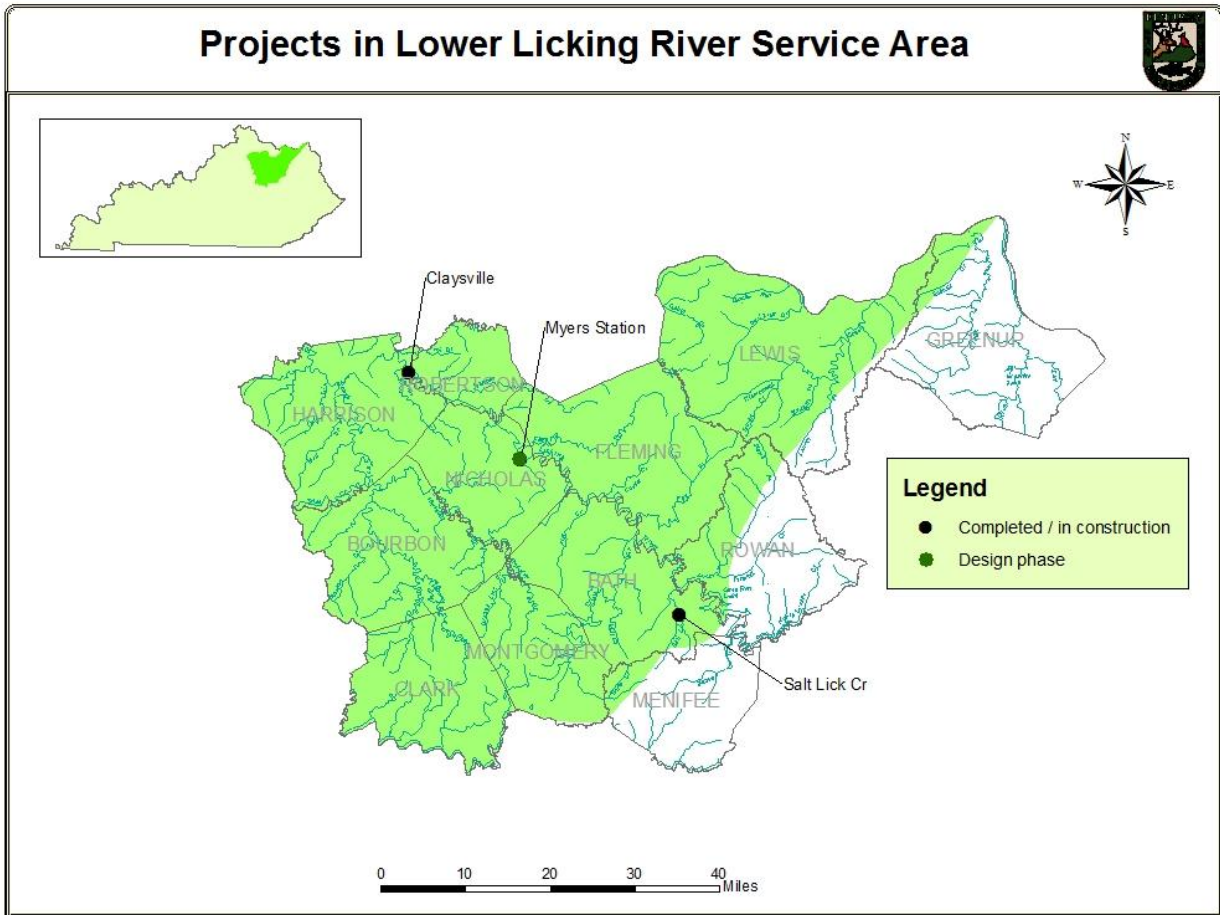 Projects in Lower Licking River Service Area
N
W
E
S
Claysville
Myers Station
GREENUP
LEWIS
ROBERTSON
HARRISON
FLEMING
NICHOLAS
Legend
Completed / in construction
Design phase
BOURBON
ROWAN
BATH
MONTGOMERY
Salt Lick Cr
CLARK
MENIFEE
0 10 20 30 40
Miles